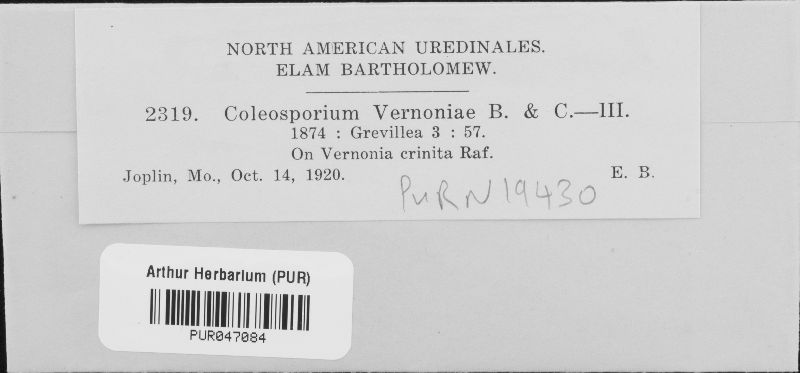 NORTH AMERICAN UREDINALES.
ELAM BARTHOLOMEW.
2319. Coleosporium Vernoniae B. & C.—III.
1874 : Grevillea 3 : 57.
On Vernonia crinita Raf.
Joplin, Mo., Oct. 14, 1920. E. B.
PURN19430
Arthur Herbarium (PUR)
PUR047084